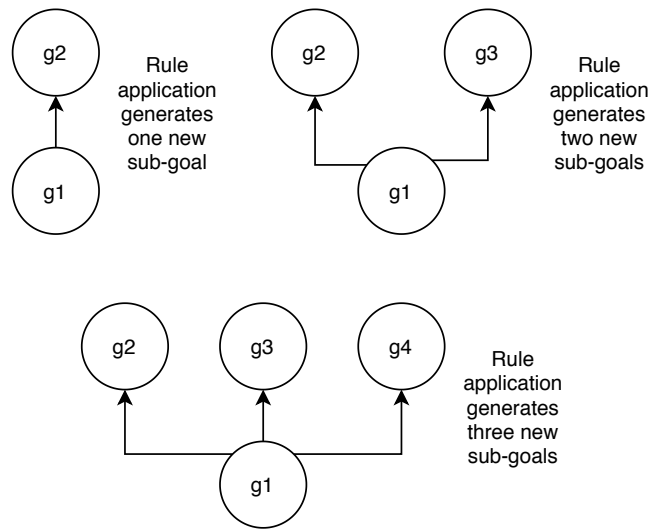 g2
g1
Rule
application
generates
one new
sub-goal
g2
g3
g1
Rule
application
generates
two new
sub-goals
g2
g3
g4
g1
Rule
application
generates
three new
sub-goals